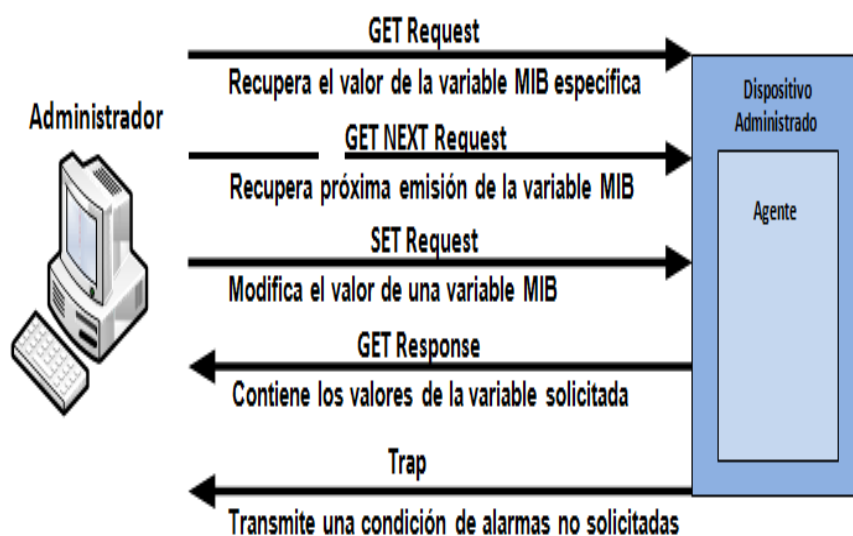 GET Request
Recupera el valor de la variable MIB específica
Administrador
Dispositivo
Administrado
GET NEXT Request
Recupera próxima emisión de la variable MIB
Agente
SET Request
Modifica el valor de una variable MIB
GET Response
Contiene los valores de la variable solicitada
Trap
Transmite una condición de alarmas no solicitadas